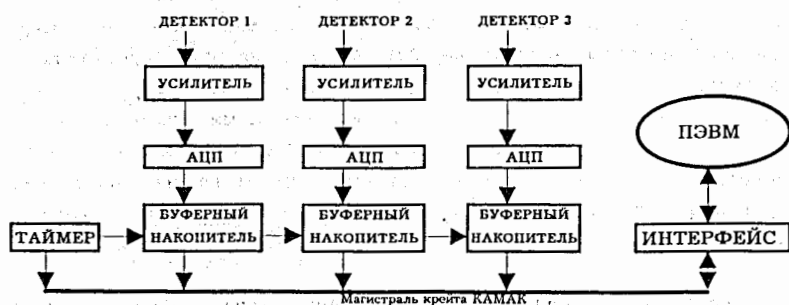 ДЕТЕКТОР 1 ДЕТЕКТОР 2 ДЕТЕКТОР 3
УСИЛИТЕЛЬ УСИЛИТЕЛЬ УСИЛИТЕЛЬ
ПЭВМ
АЦП АЦП АЦП
БУФЕРНЫЙ БУФЕРНЫЙ БУФЕРНЫЙ
ТАЙМЕР НАКОПИТЕЛЬ НАКОПИТЕЛЬ НАКОПИТЕЛЬ ИНТЕРФЕЙС
Магистраль крейта КАМАК